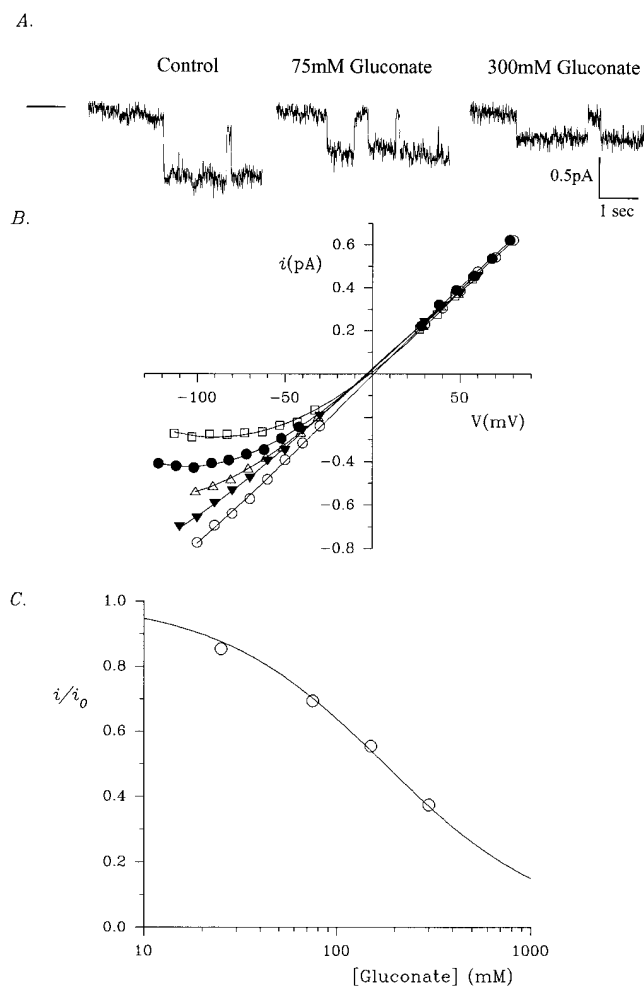 A.
Control
75mM Gluconate
300mM Gluconate
0.5pA
1 sec
B.
i(pA)
0.6
0.4
0.2
−100
−50
50
V(mV)
−0.4
−0.6
−0.8
C.
1.0
0.8
i/i0
0.6
0.4
0.2
0.0
10
100
1000
[Gluconate] (mM)